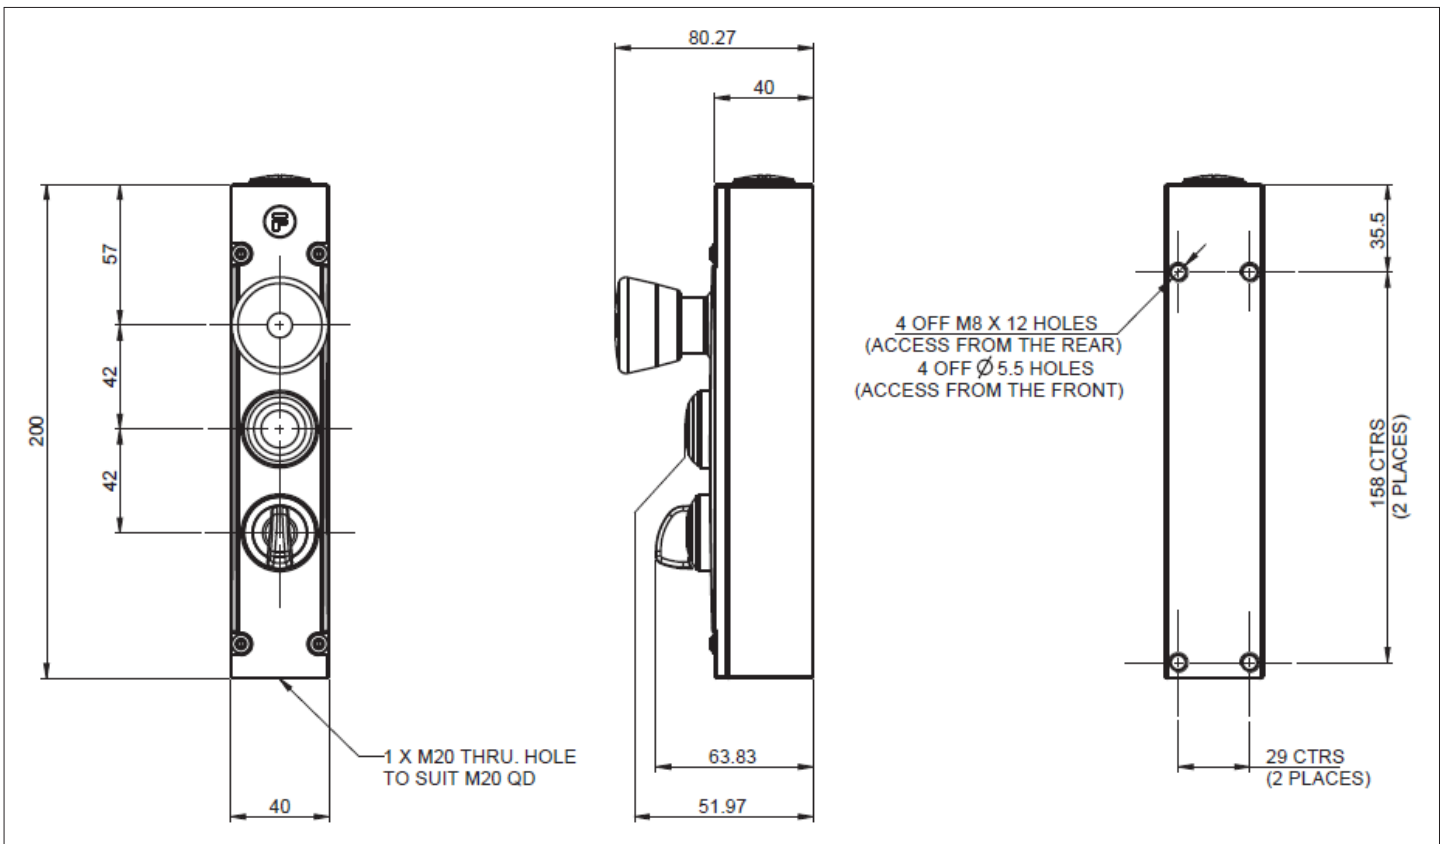 80.27
40
57
42
42
200
40
1 X M20 THRU. HOLE
TO SUIT M20 QD
63.83
51.97
4 OFF M8 X 12 HOLES
(ACCESS FROM THE REAR)
4 OFF Ø 5.5 HOLES
(ACCESS FROM THE FRONT)
35.5
158 CTRS
(2 PLACES)
29 CTRS
(2 PLACES)